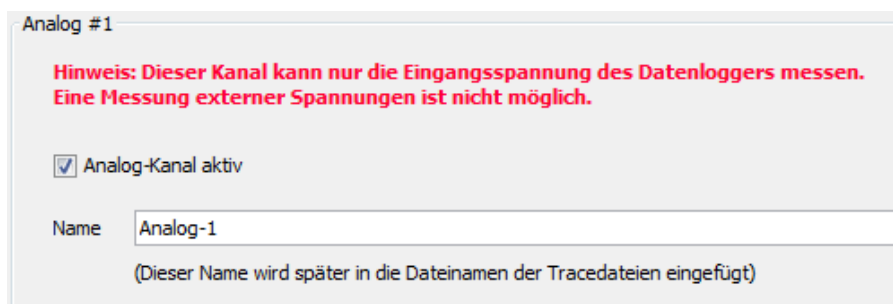 Analog #1
Hinweis: Dieser Kanal kann nur die Eingangsspannung des Datenloggers messen.
Eine Messung externer Spannungen ist nicht möglich.
Analog-Kanal aktiv
Name Analog-1
(Dieser Name wird später in die Dateinamen der Tracedateien eingefügt)